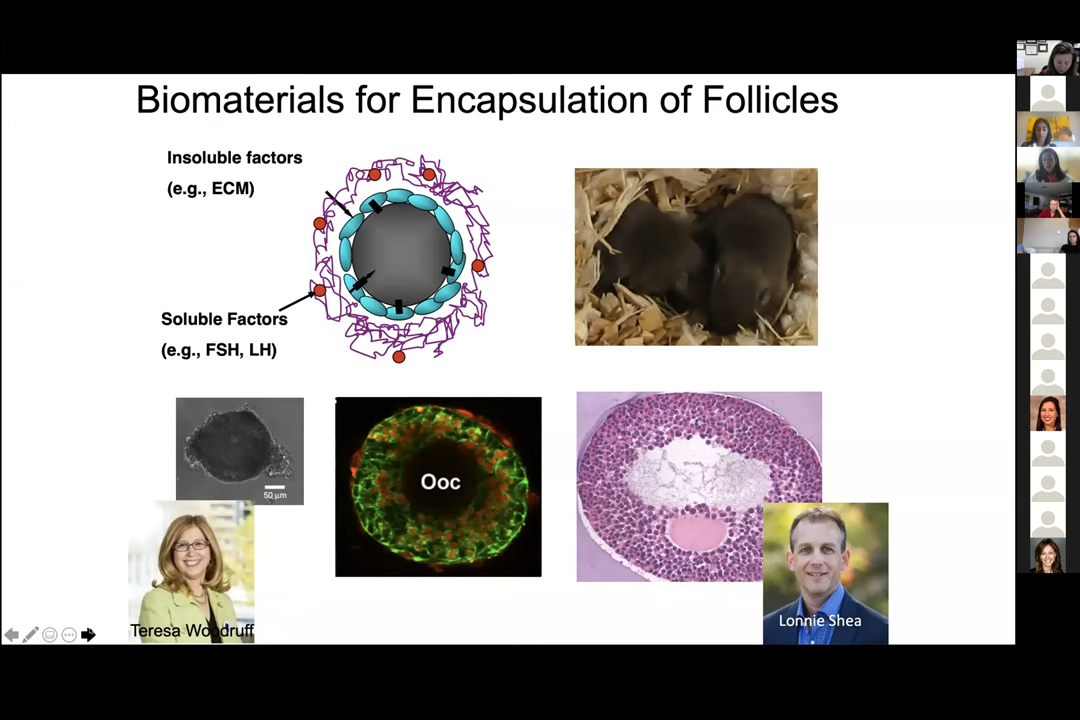 Biomaterials for Encapsulation of Follicles
Insoluble factors
(e.g., ECM)
Soluble Factors
(e.g., FSH, LH)
50 µm
Ooc
Teresa Woodruff
Lonnie Shea